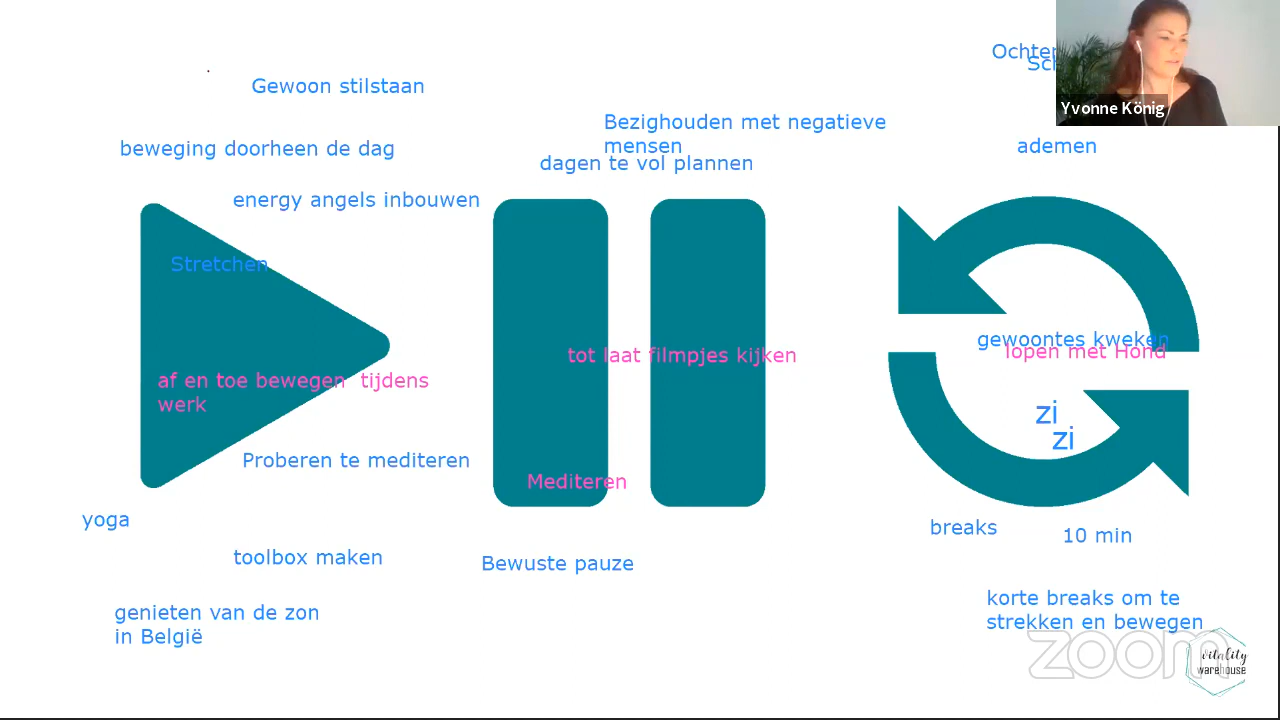 Gewoon stilstaan
beweging doorheen de dag
energy angels inbouwen
Stretchen
af en toe bewegen tijdens
werk
Proberen te mediteren
yoga
toolbox maken
genieten van de zon
in België
Bezighouden met negatieve
mensen
dagen te vol plannen
tot laat filmpjes kijken
Mediteren
Bewuste pauze
Yvonne König
ademen
gewoontes kweken
lopen met Hond
zi
zi
breaks
10 min
korte breaks om te
strekken en bewegen
zoom
vitality
warehouse